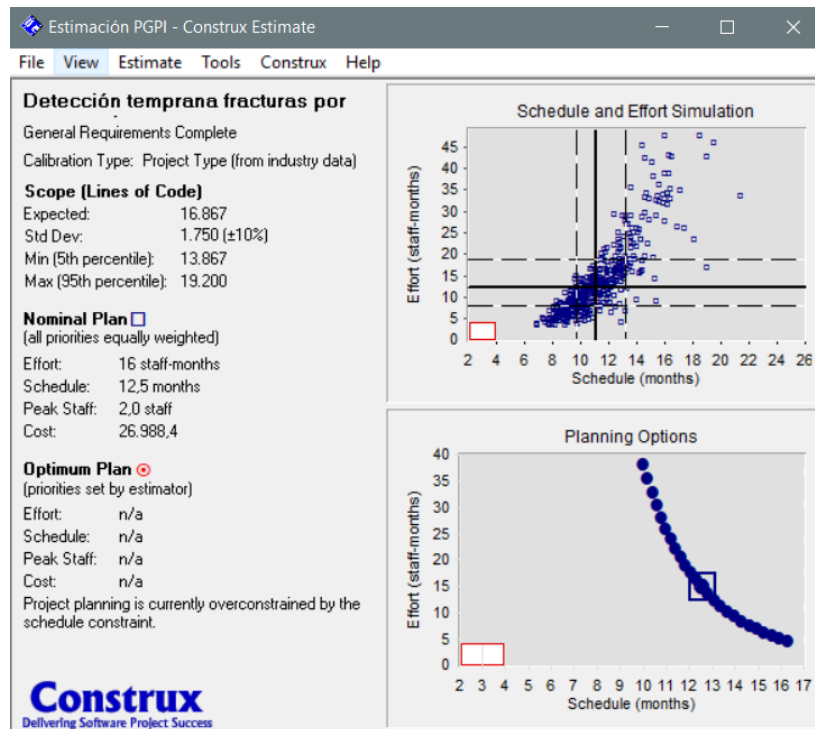 Estimación PGPI - Construx Estimate
File View Estimate Tools Construx Help
Detección temprana fracturas por
General Requirements Complete
Calibration Type: Project Type (from industry data)
Scope (Lines of Code)
Expected: 16.867
Std Dev: 1.750 (±10%)
Min (5th percentile): 13.867
Max (95th percentile): 19.200
Nominal Plan
(all priorities equally weighted)
Effort: 16 staff-months
Schedule: 12,5 months
Peak Staff: 2,0 staff
Cost: 26.988,4
Optimum Plan
(priorities set by estimator)
Effort: n/a
Schedule: n/a
Peak Staff: n/a
Cost: n/a
Project planning is currently overconstrained by the
schedule constraint.
Construx
Delivering Software Project Success
Schedule and Effort Simulation
Effort (staff-months)
45
40
35
30
25
20
15
10
5
0
2 4 6 8 10 12 14 16 18 20 22 24 26
Schedule (months)
Planning Options
Effort (staff-months)
40
35
30
25
20
15
10
5
0
2 3 4 5 6 7 8 9 10 11 12 13 14 15 16 17
Schedule (months)